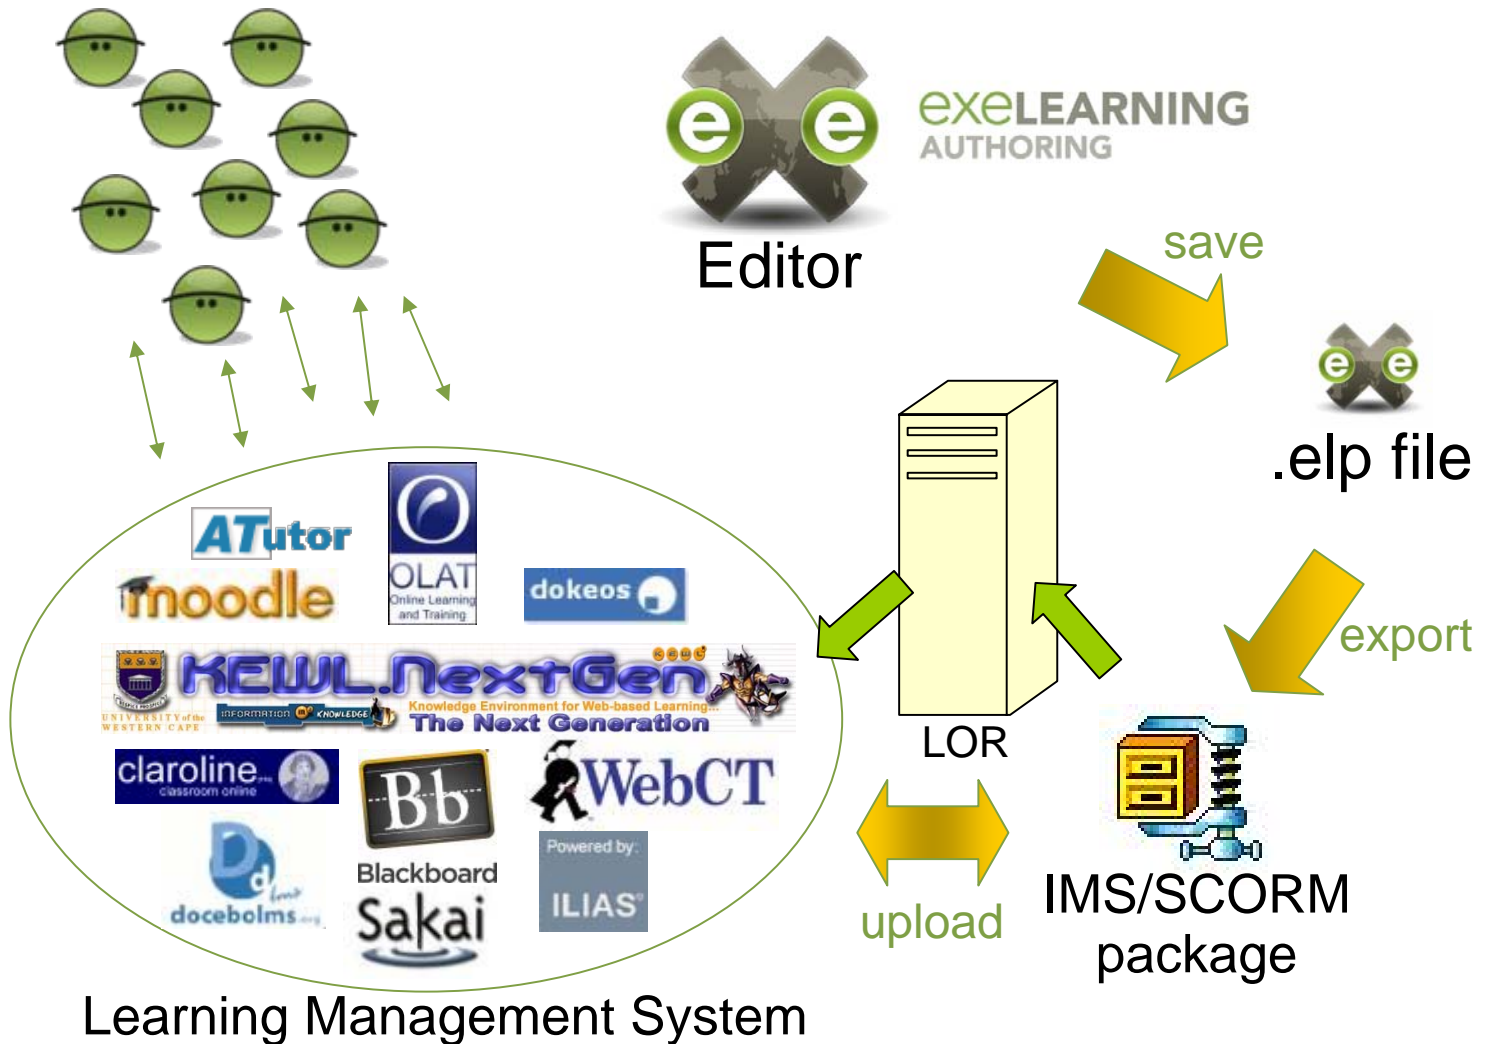 e e
exeLEARNING
AUTHORING
Editor
save
e e
.elp file
ATutor
OLAT
Online Learning
and Training
moodle
dokeos
export
KEWL
KEWL.NextGen
UNIVERSITY of the
WESTERN CAPE
INFORMATION KNOWLEDGE
Knowledge Environment for Web-based Learning...
The Next Generation
LOR
claroline
classroom online
Bb
Blackboard
WebCT
Dd
docebolms
Sakai
Powered by:
ILIAS
upload
IMS/SCORM
package
Learning Management System